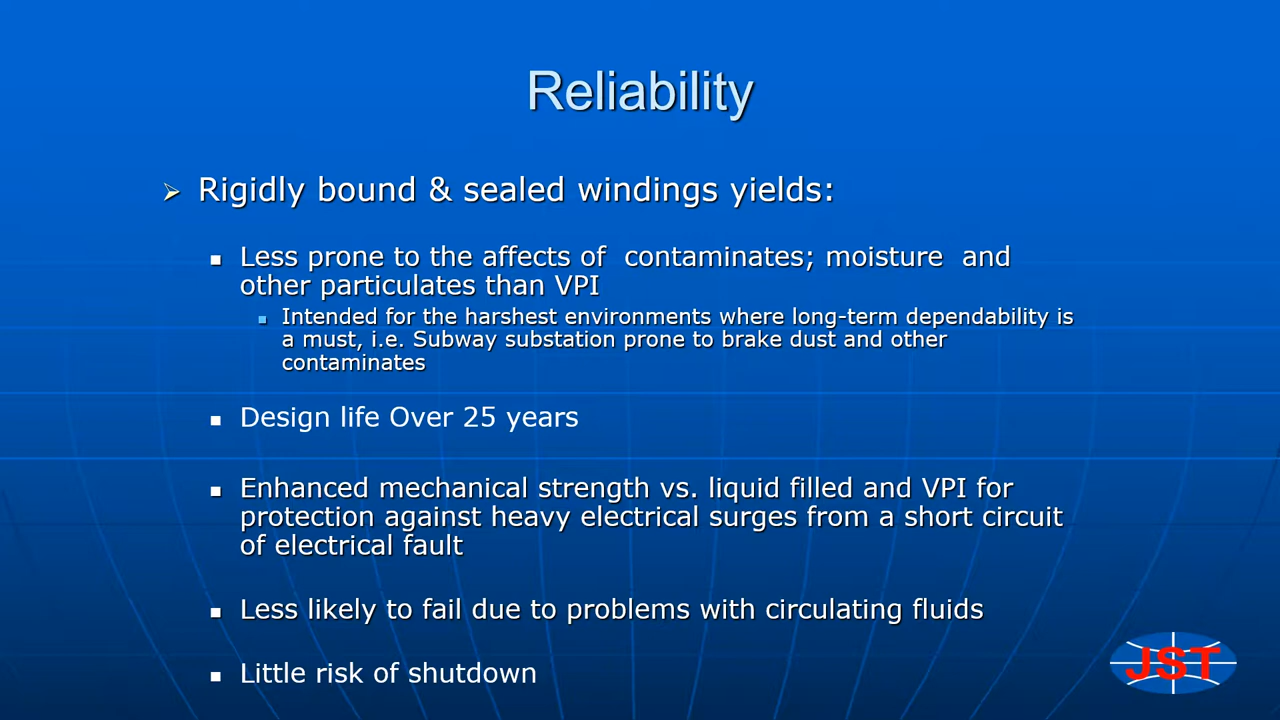 Reliability
Rigidly bound & sealed windings yields:
Less prone to the affects of contaminates; moisture and
other particulates than VPI
Intended for the harshest environments where long-term dependability is
a must, i.e. Subway substation prone to brake dust and other
contaminates
Design life Over 25 years
Enhanced mechanical strength vs. liquid filled and VPI for
protection against heavy electrical surges from a short circuit
of electrical fault
Less likely to fail due to problems with circulating fluids
Little risk of shutdown
JST